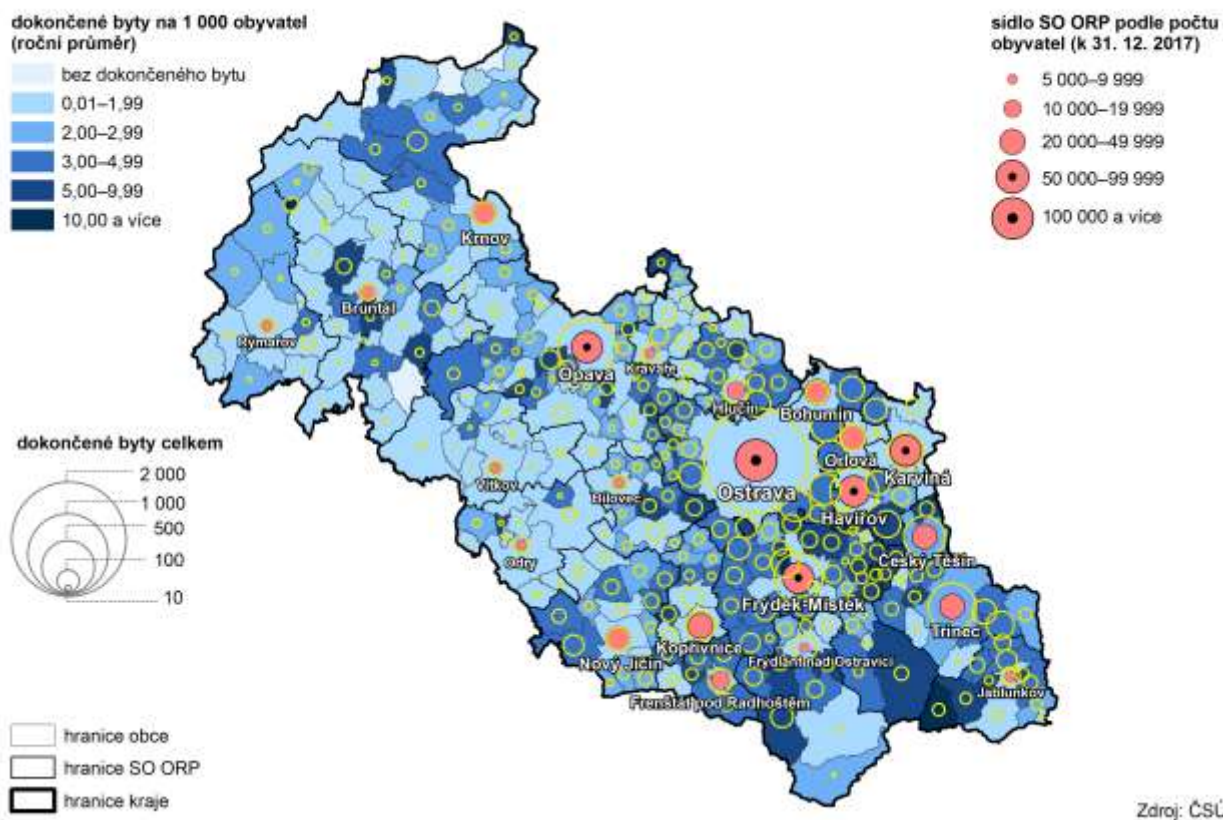 dokončené byty na 1 000 obyvatel
(roční průměr)
bez dokončeného bytu
0,01–1,99
2,00–2,99
3,00–4,99
5,00–9,99
10,00 a více
sídlo SO ORP podle počtu
obyvatel (k 31. 12. 2017)
5 000–9 999
10 000–19 999
20 000–49 999
50 000–99 999
100 000 a více
Krnov
Bruntál
Rýmařov
Opava
Kravaře
Hlučín
Bohumín
Orlová
Karviná
Ostrava
Havířov
Vítkov
Bílovec
Odry
Český Těšín
Frýdek-Místek
Třinec
Kopřivnice
Nový Jičín
Frýdlant nad Ostravicí
Jablunkov
Frenštát pod Radhoštěm
dokončené byty celkem
2 000
1 000
500
100
10
hranice obce
hranice SO ORP
hranice kraje
Zdroj: ČSÚ